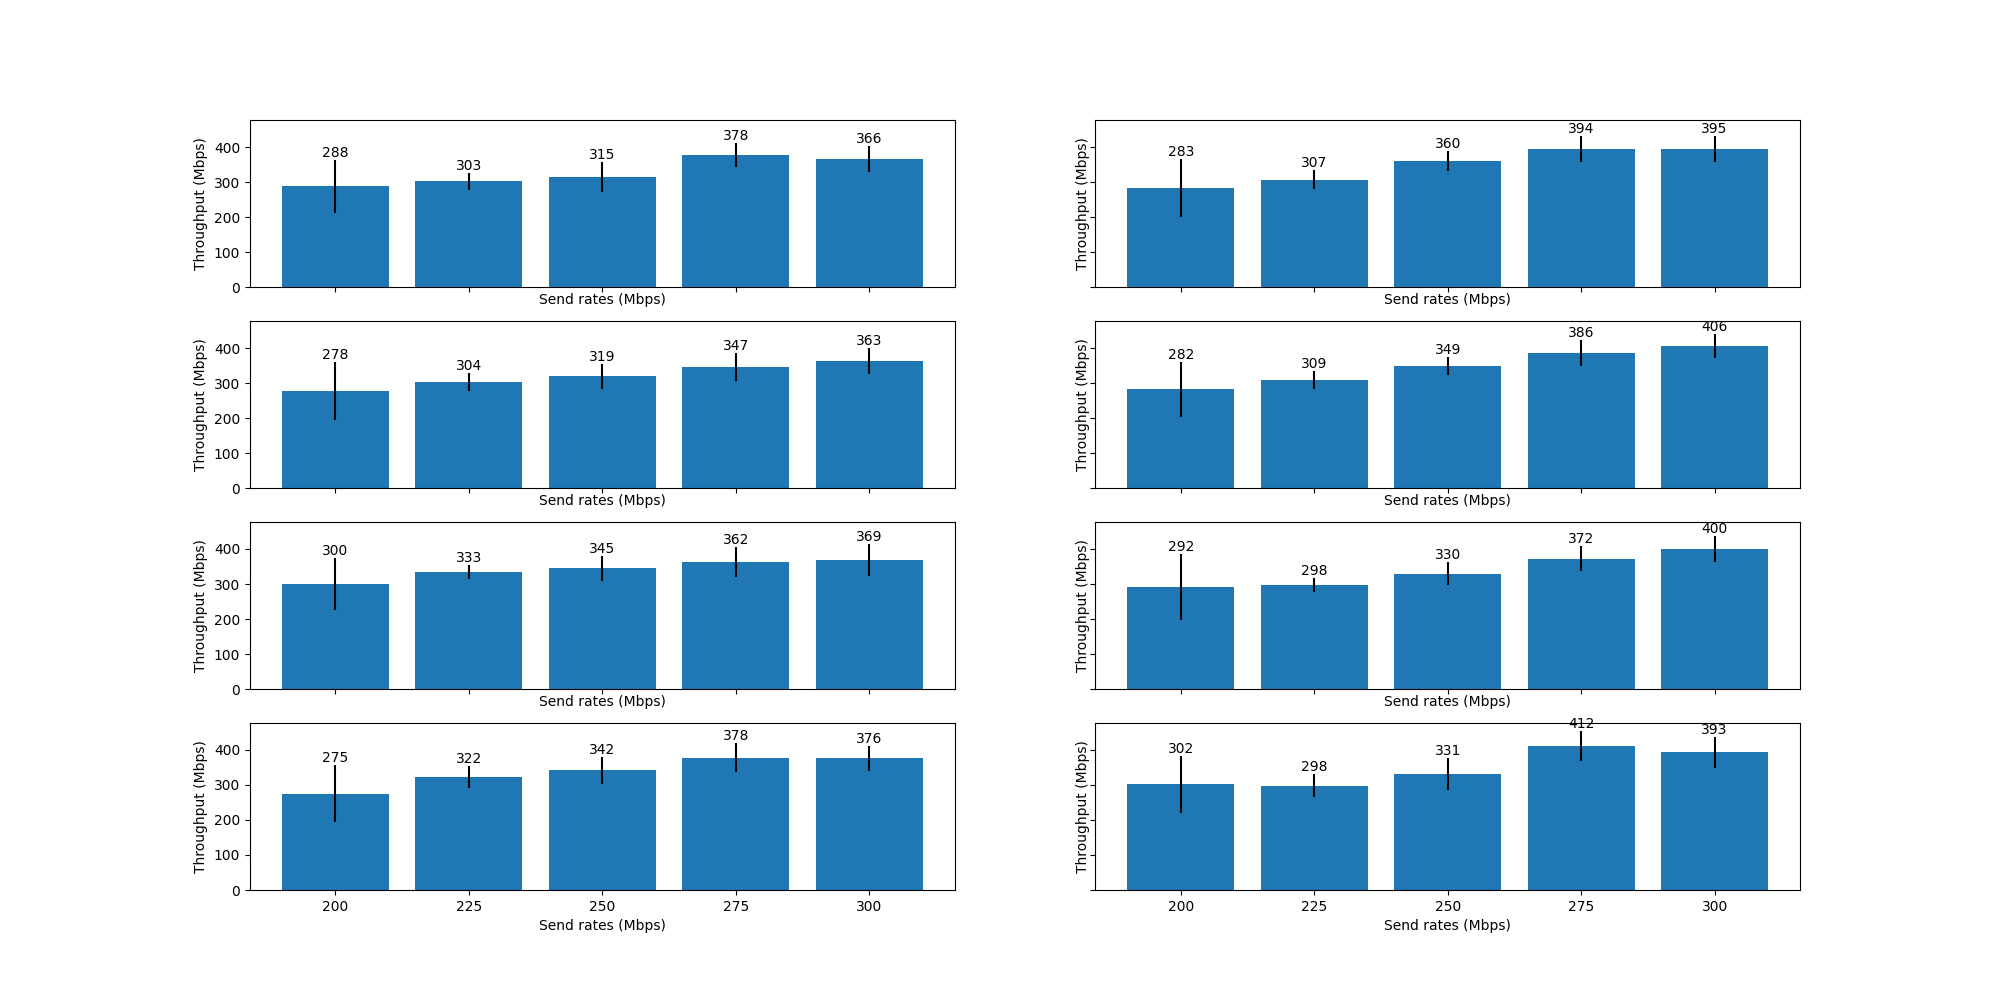 288 303 315 378 366
400
300
200
100
0
Throughput (Mbps)
Send rates (Mbps)
283 307 360 394 395
Throughput (Mbps)
Send rates (Mbps)
278 304 319 347 363
400
300
200
100
0
Throughput (Mbps)
Send rates (Mbps)
282 309 349 386 406
Throughput (Mbps)
Send rates (Mbps)
300 333 345 362 369
400
300
200
100
0
Throughput (Mbps)
Send rates (Mbps)
292 298 330 372 400
Throughput (Mbps)
Send rates (Mbps)
275 322 342 378 376
400
300
200
100
0
Throughput (Mbps)
200 225 250 275 300
Send rates (Mbps)
302 298 331 412 393
Throughput (Mbps)
200 225 250 275 300
Send rates (Mbps)